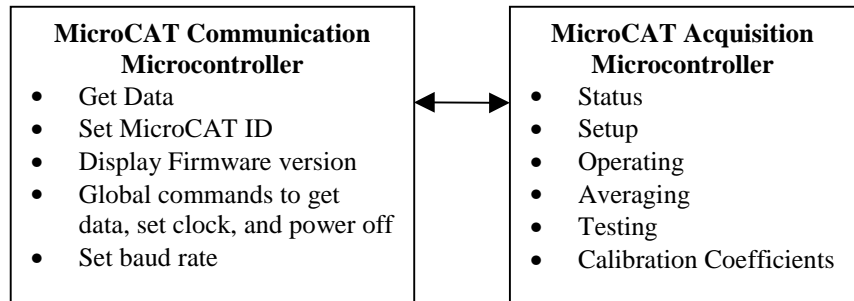 MicroCAT Communication
Microcontroller
• Get Data
• Set MicroCAT ID
• Display Firmware version
• Global commands to get
data, set clock, and power off
• Set baud rate
MicroCAT Acquisition
Microcontroller
• Status
• Setup
• Operating
• Averaging
• Testing
• Calibration Coefficients